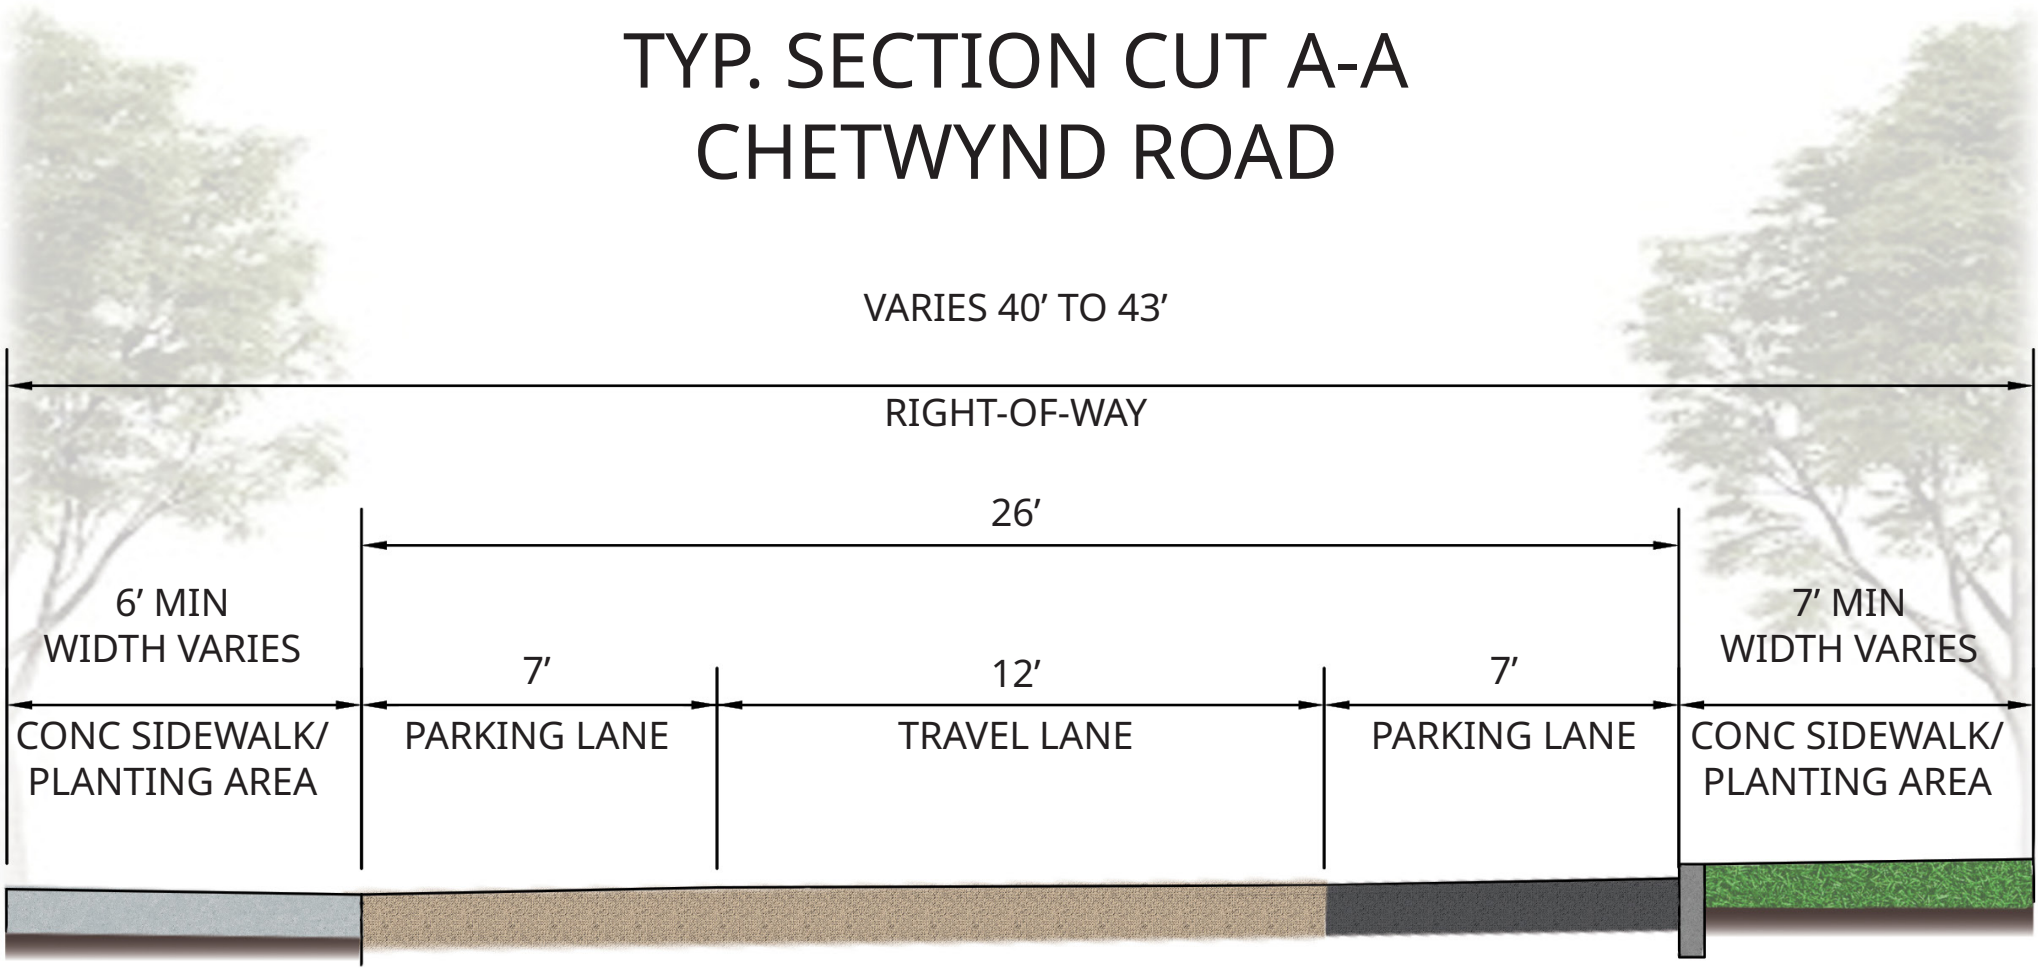 TYP. SECTION CUT A-A
CHETWYND ROAD
VARIES 40’ TO 43’
RIGHT-OF-WAY
26’
6’ MIN
WIDTH VARIES
7’ MIN
WIDTH VARIES
7’
12’
7’
CONC SIDEWALK/
PLANTING AREA
PARKING LANE
TRAVEL LANE
PARKING LANE
CONC SIDEWALK/
PLANTING AREA